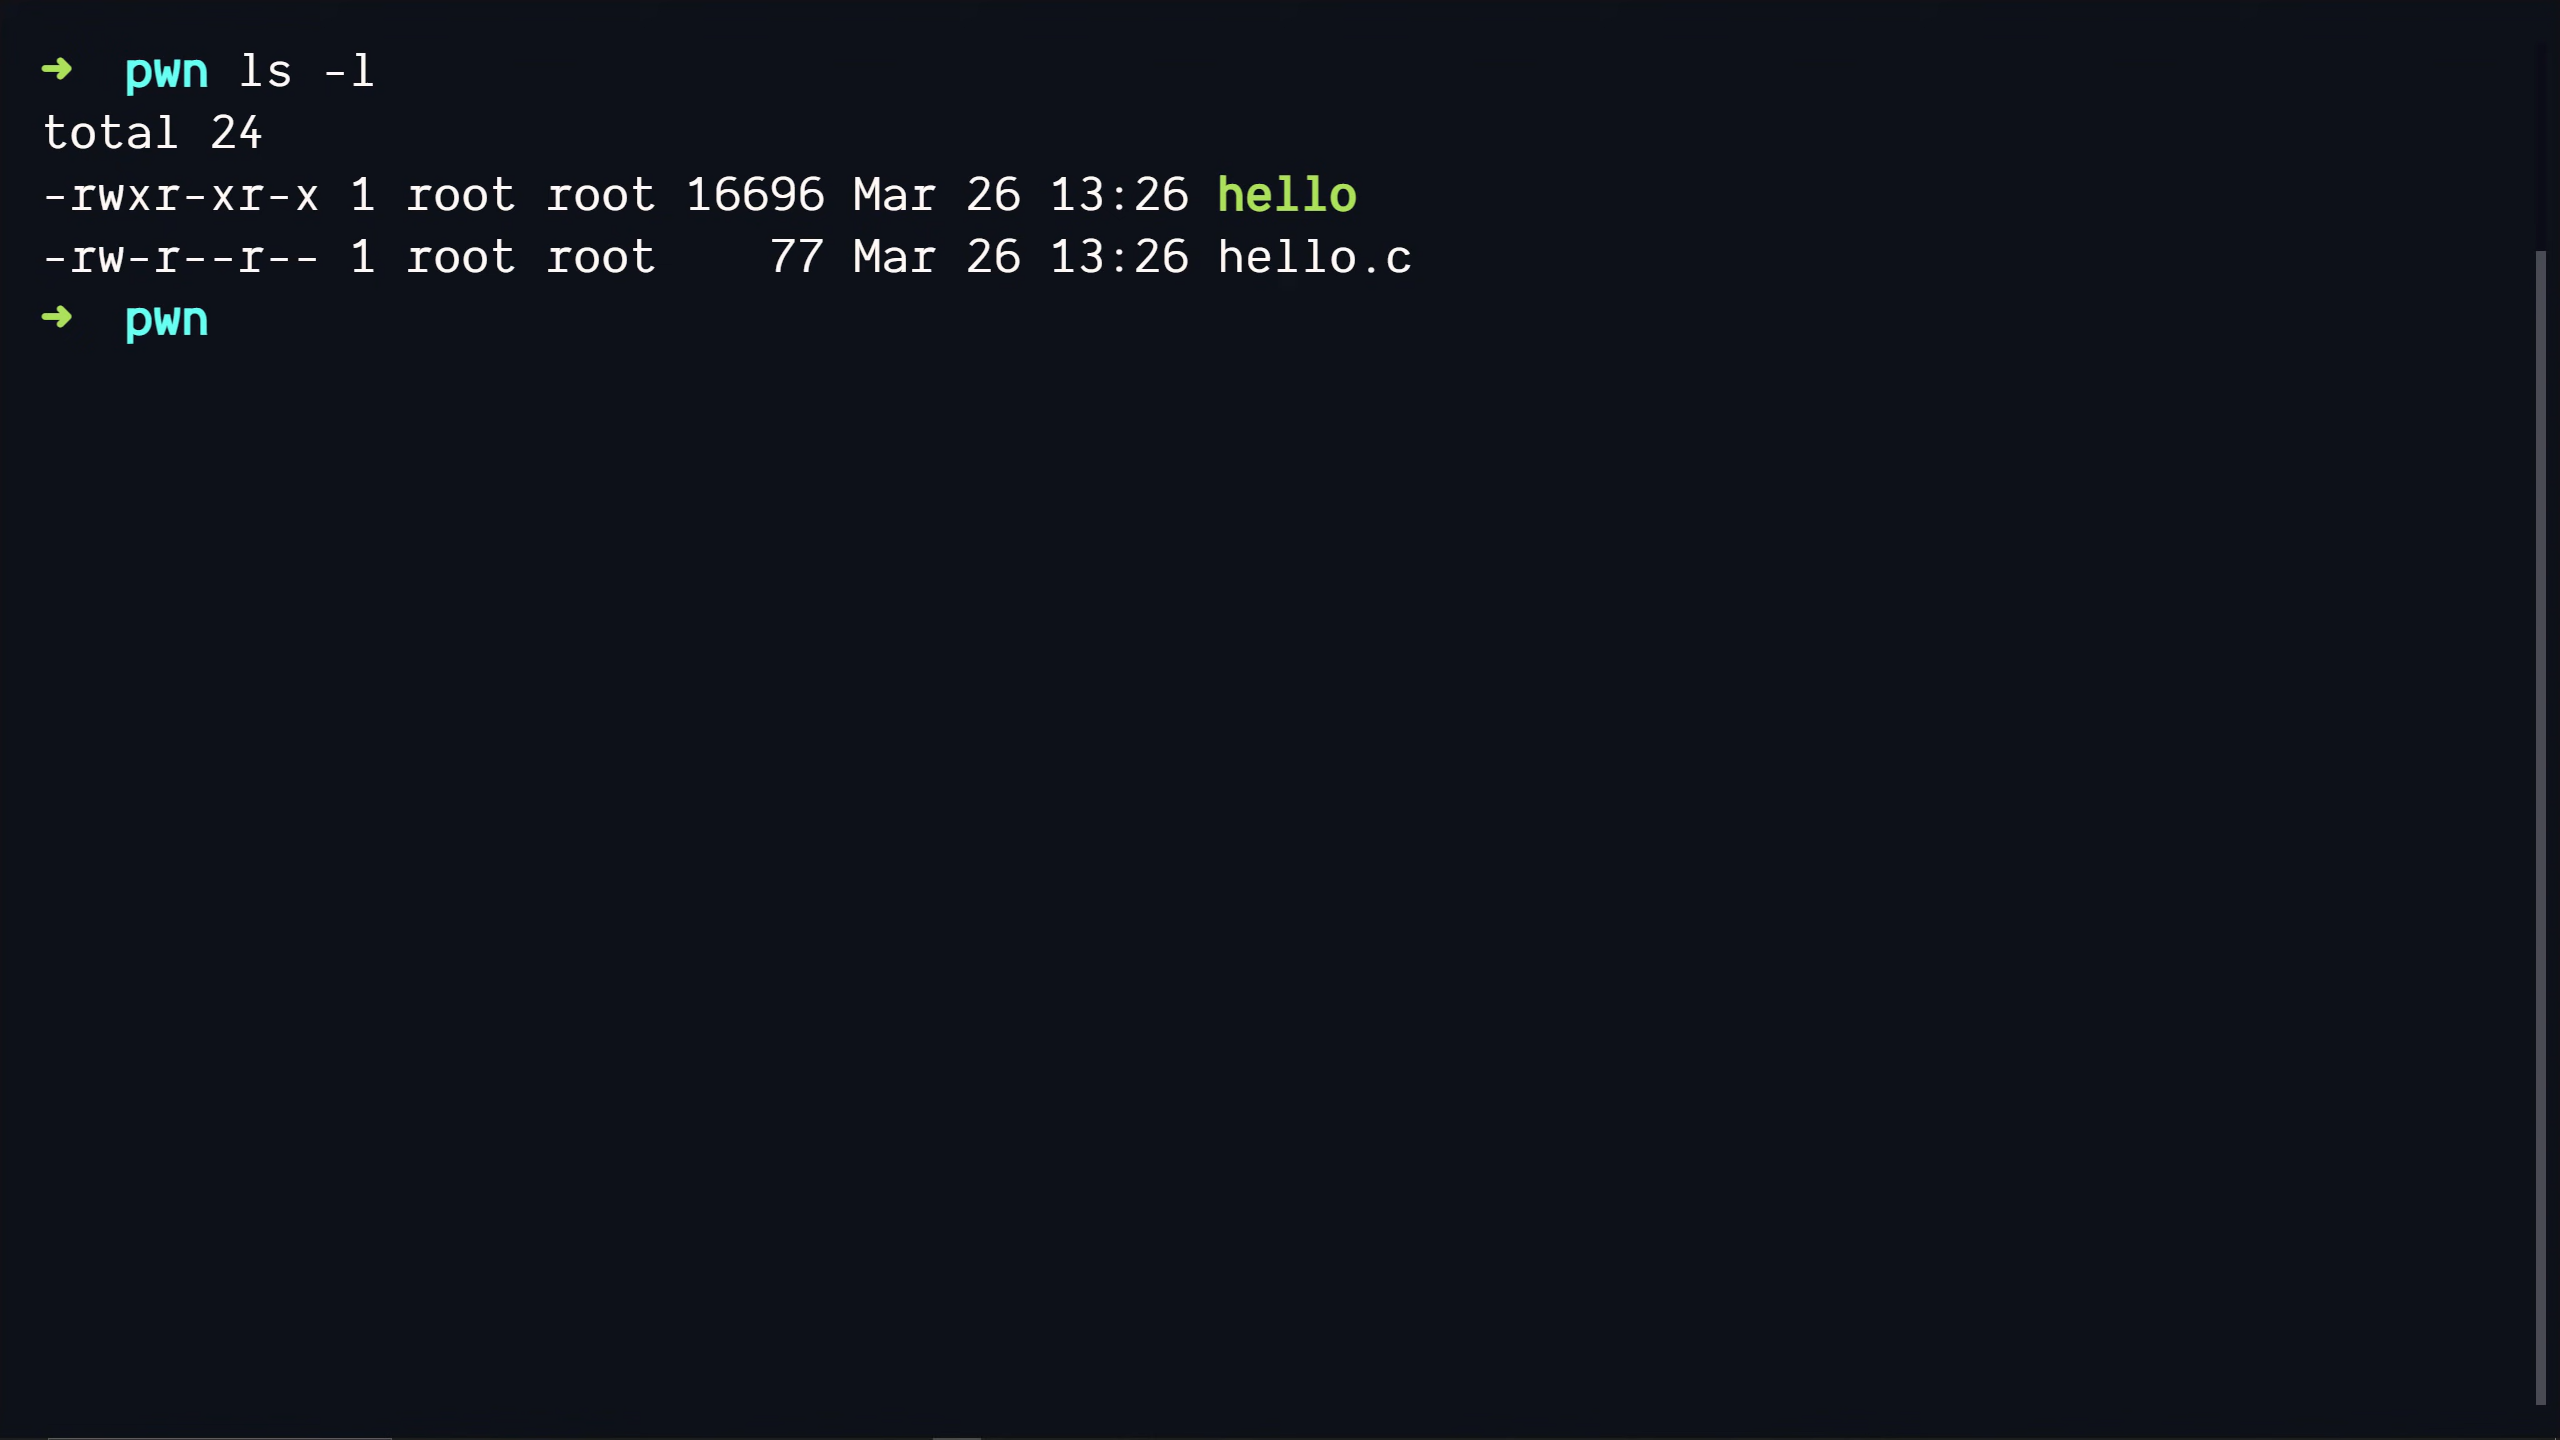 ➜  pwn ls -l
total 24
-rwxr-xr-x 1 root root 16696 Mar 26 13:26 hello
-rw-r--r-- 1 root root    77 Mar 26 13:26 hello.c
➜  pwn